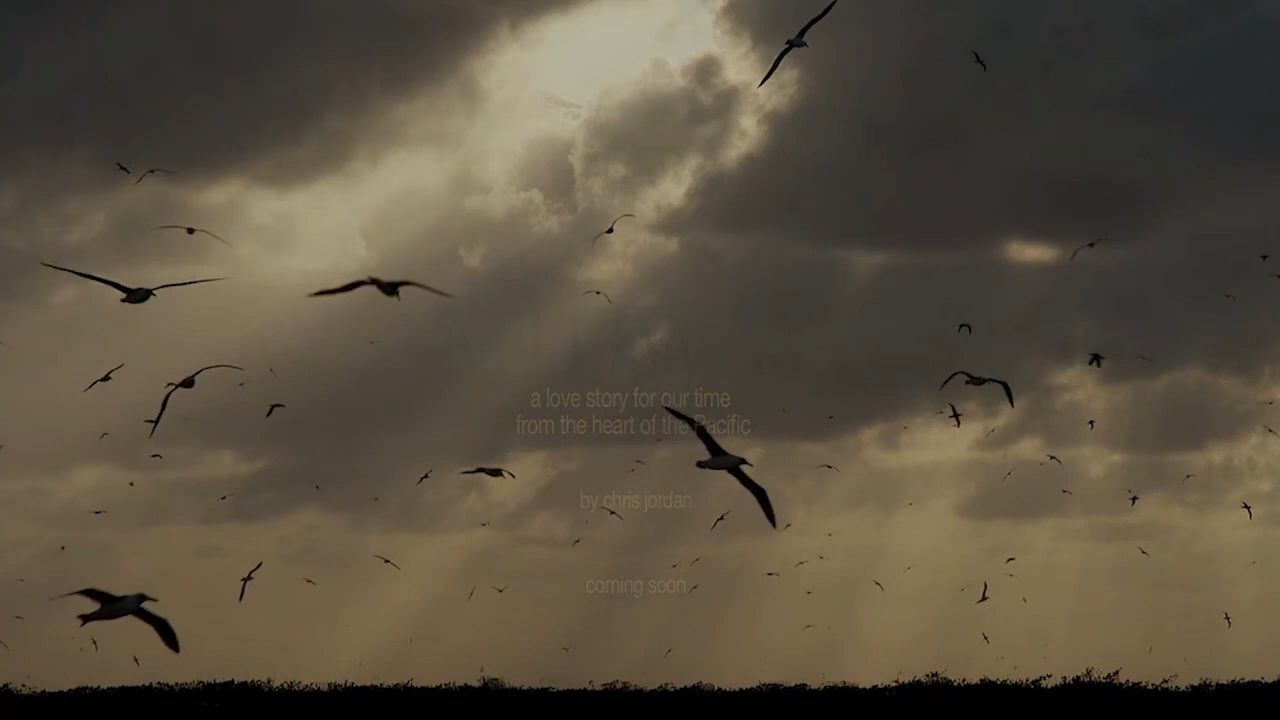 a love story for our time
from the heart of the Pacific
by chris jordan
coming soon